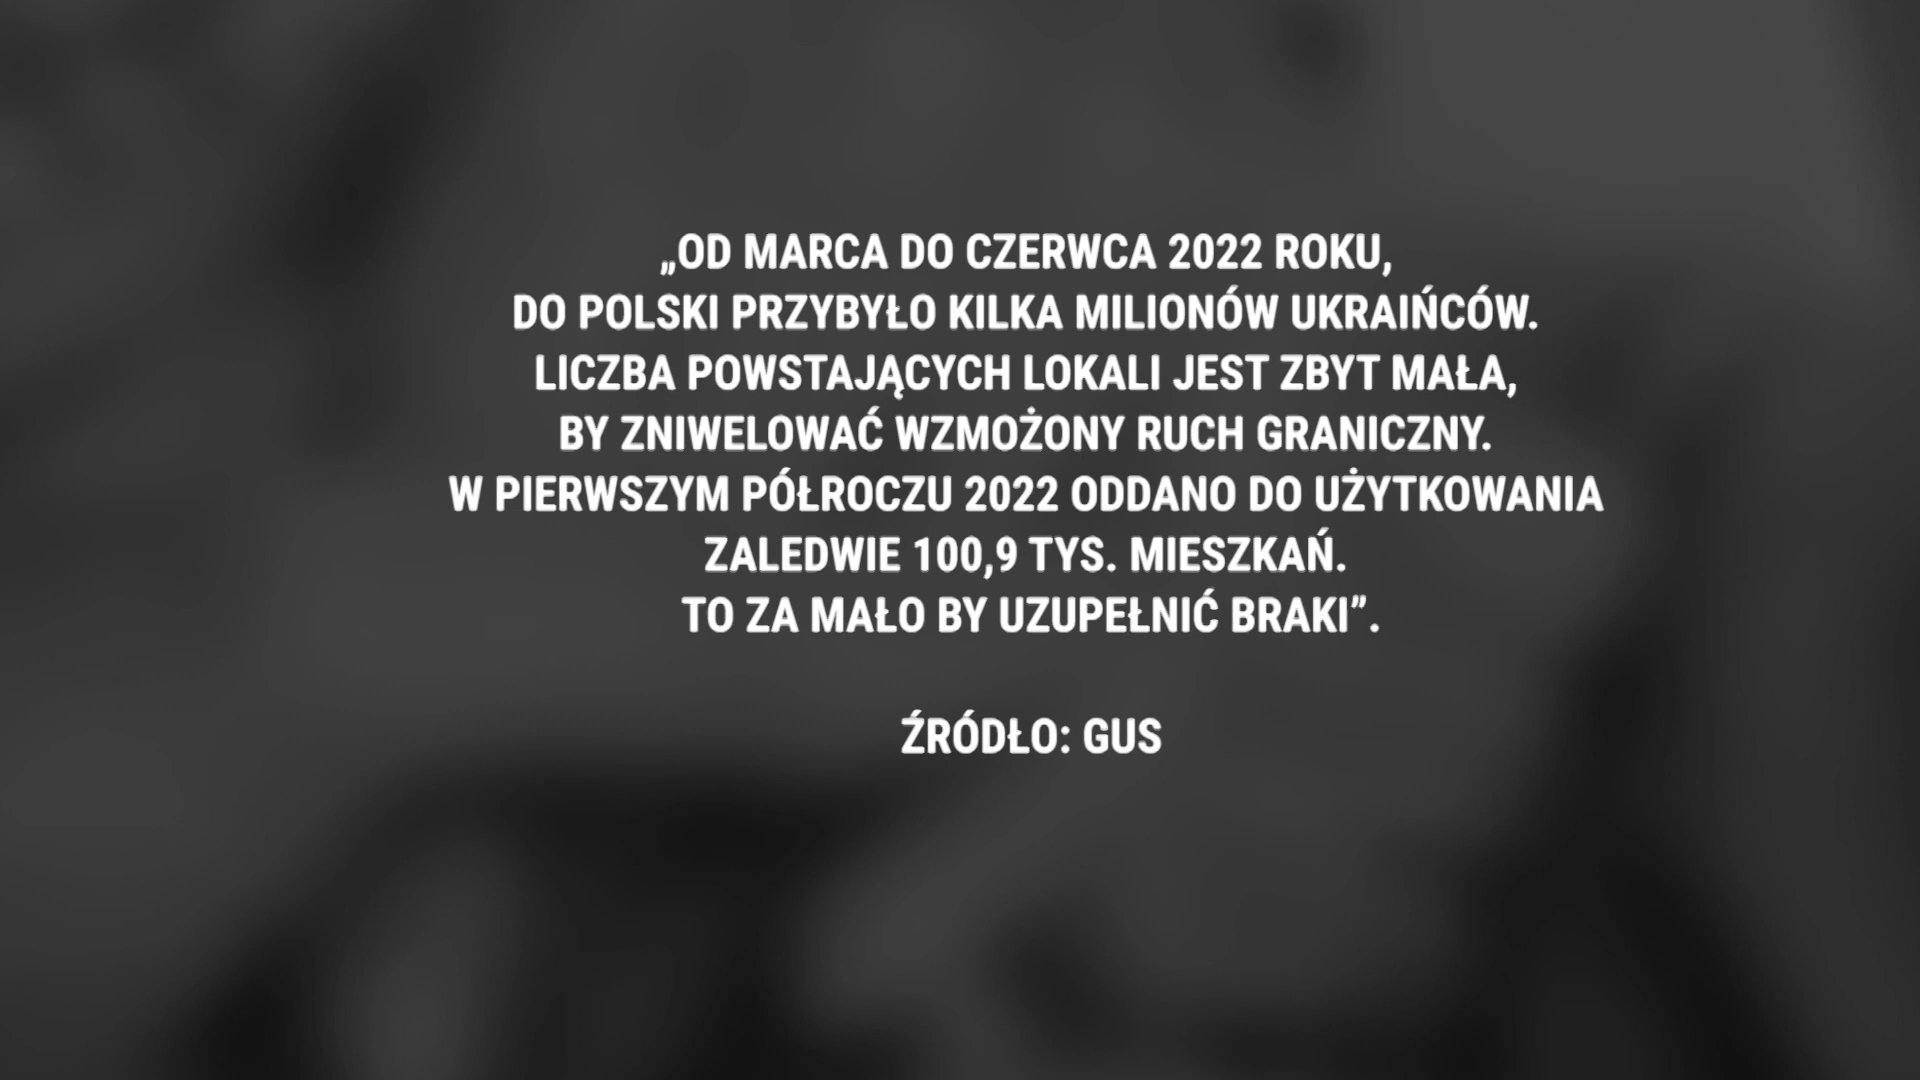 „OD MARCA DO CZERWCA 2022 ROKU,
DO POLSKI PRZYBYŁO KILKA MILIONÓW UKRAIŃCÓW.
LICZBA POWSTAJĄCYCH LOKALI JEST ZBYT MAŁA,
BY ZNIWELOWAĆ WZMOŻONY RUCH GRANICZNY.
W PIERWSZYM PÓŁROCZU 2022 ODDANO DO UŻYTKOWANIA
ZALEDWIE 100,9 TYS. MIESZKAŃ.
TO ZA MAŁO BY UZUPEŁNIĆ BRAKI”.
ŹRÓDŁO: GUS